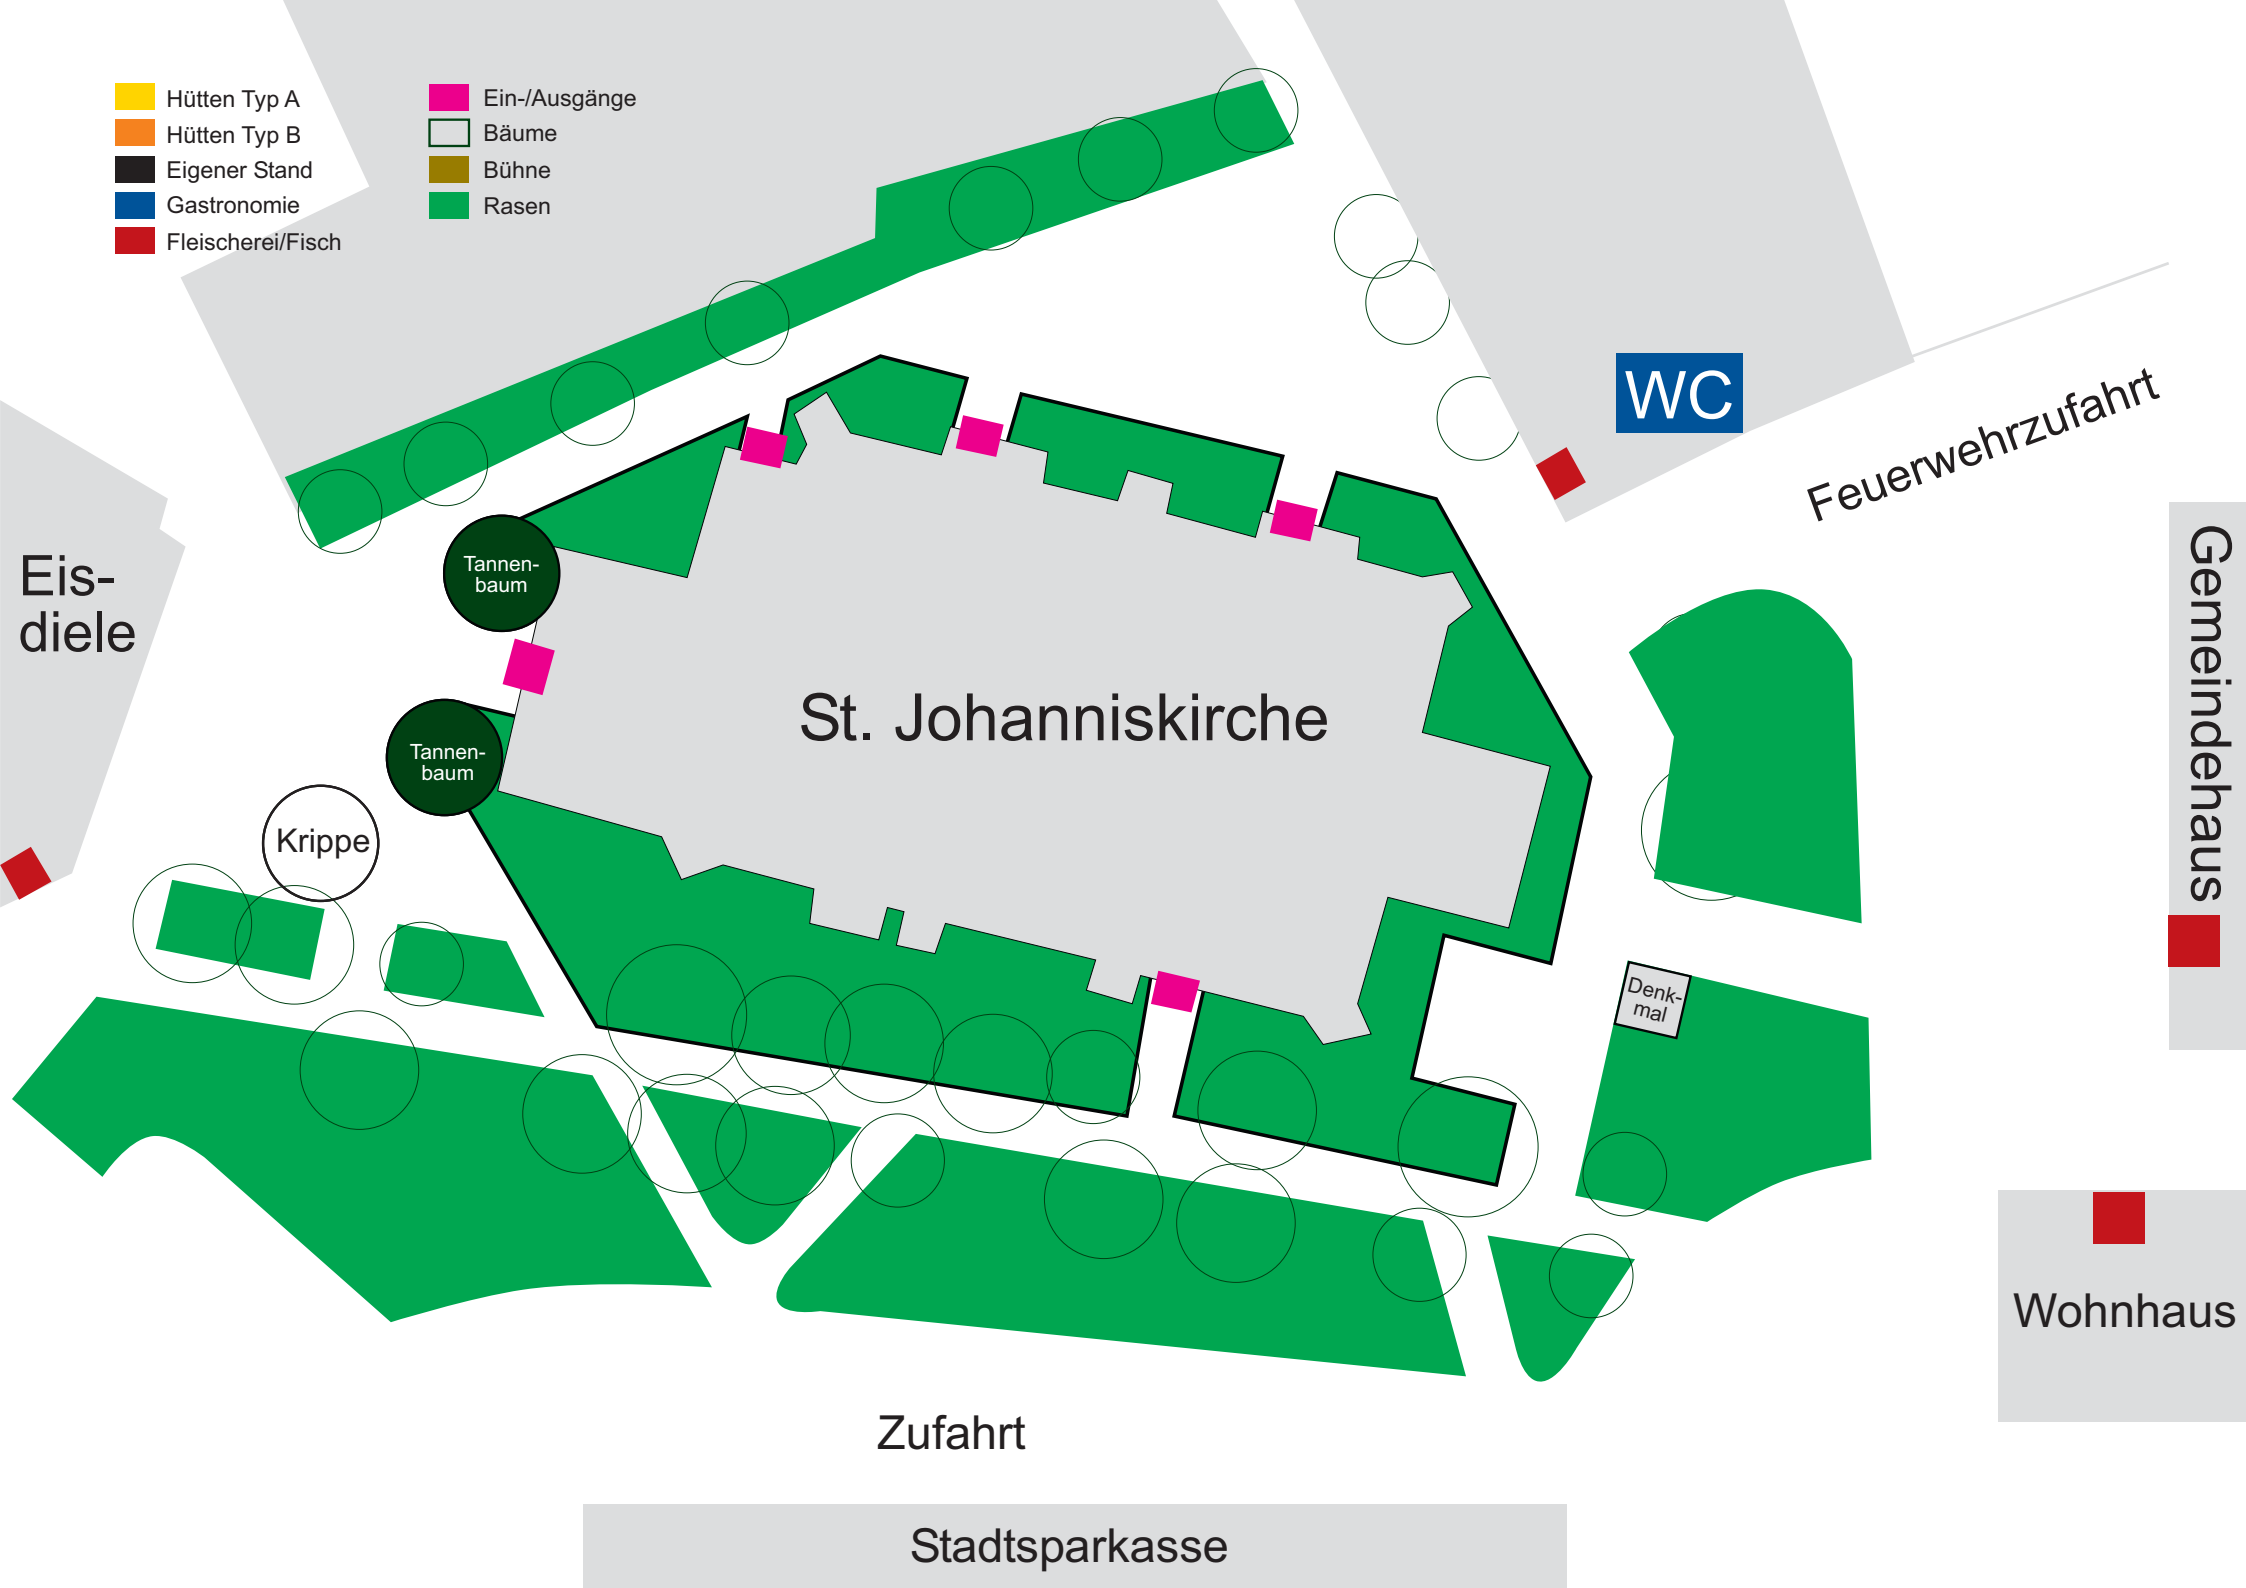 Hütten Typ A
Hütten Typ B
Eigener Stand
Gastronomie
Fleischerei/Fisch
Ein-/Ausgänge
Bäume
Bühne
Rasen
WC
Feuerwehrzufahrt
Eis-
diele
Tannen-
baum
Gemeindehaus
St. Johanniskirche
Tannen-
baum
Krippe
Denk-
mal
Wohnhaus
Zufahrt
Stadtsparkasse